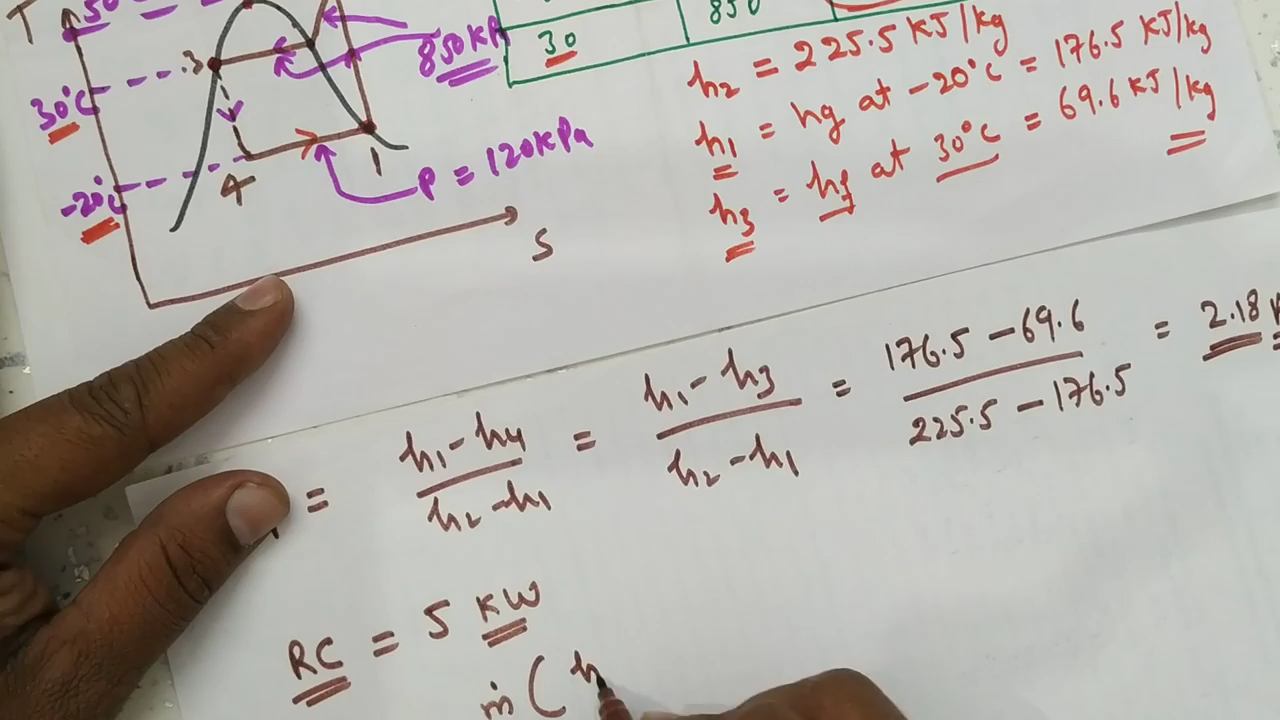 T
50
850
30
3
850KP
30°C
h₂ = 225.5 KJ/kg
h₁ = hg at -20°C = 176.5 KJ/kg
h₃ = hf at 30°C = 69.6 KJ/kg
-20°C
4
1
P = 120KPa
S
= h₁-h₄ / h₂-h₁ = h₁-h₃ / h₂-h₁ = 176.5-69.6 / 225.5-176.5 = 2.18
RC = 5 KW
ṁ (h